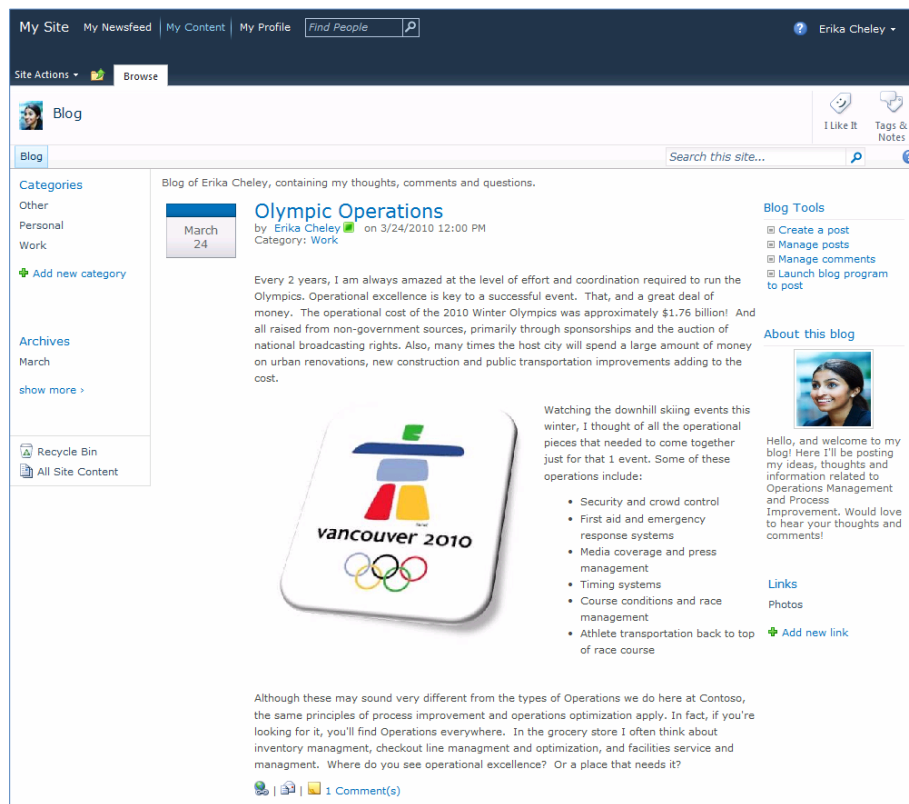 My Site My Newsfeed My Content My Profile Find People
Erika Cheley
Site Actions Browse
Blog
I Like It
Tags & Notes
Blog
Search this site...
Categories
Other
Personal
Work
Add new category
Archives
March
show more ›
Recycle Bin
All Site Content
Blog of Erika Cheley, containing my thoughts, comments and questions.
March
24
Olympic Operations
by Erika Cheley on 3/24/2010 12:00 PM
Category: Work
Every 2 years, I am always amazed at the level of effort and coordination required to run the
Olympics. Operational excellence is key to a successful event. That, and a great deal of
money. The operational cost of the 2010 Winter Olympics was approximately $1.76 billion! And
all raised from non-government sources, primarily through sponsorships and the auction of
national broadcasting rights. Also, many times the host city will spend a large amount of money
on urban renovations, new construction and public transportation improvements adding to the
cost.
vancouver 2010
Watching the downhill skiing events this
winter, I thought of all the operational
pieces that needed to come together
just for that 1 event. Some of these
operations include:
• Security and crowd control
• First aid and emergency
response systems
• Media coverage and press
management
• Timing systems
• Course conditions and race
management
• Athlete transportation back to top
of race course
Although these may sound very different from the types of Operations we do here at Contoso,
the same principles of process improvement and operations optimization apply. In fact, if you're
looking for it, you'll find Operations everywhere. In the grocery store I often think about
inventory managment, checkout line managment and optimization, and facilities service and
managment. Where do you see operational excellence? Or a place that needs it?
| | 1 Comment(s)
Blog Tools
Create a post
Manage posts
Manage comments
Launch blog program
to post
About this blog
Hello, and welcome to my
blog! Here I'll be posting
my ideas, thoughts and
information related to
Operations Management
and Process
Improvement. Would love
to hear your thoughts and
comments!
Links
Photos
Add new link